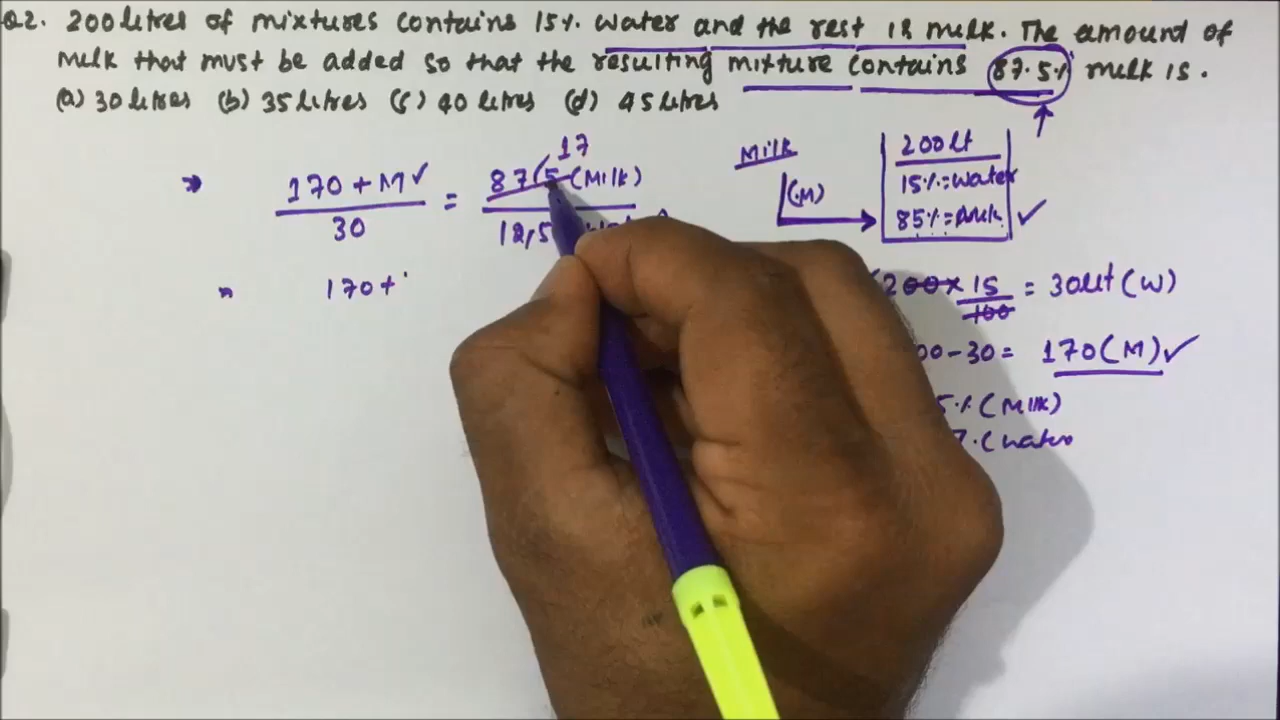 Q2. 200 litres of mixtures contains 15%. water and the rest is milk. The amount of
milk that must be added so that the resulting mixture contains 87.5% milk is.
(a) 30 litres (b) 35 litres (c) 40 litres (d) 45 litres
17
170 + M ✓ = 87.5 (Milk)
30 12.5
170 +
Milk
(M)
200 lt
15% = water
85% = Milk ✓
200 × 15 = 30 lt (W)
100
00 - 30 = 170 (M) ✓
5% (Milk)
(water